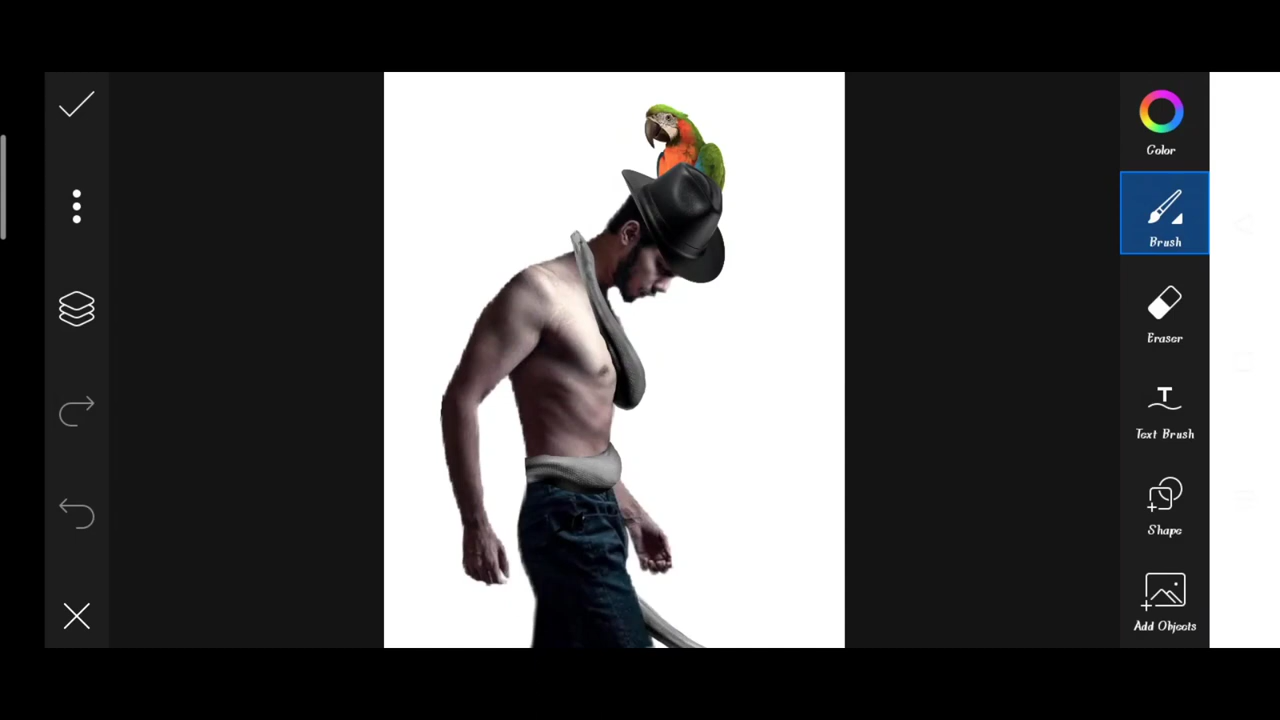 Color
Brush
Eraser
Text Brush
Shape
Add Objects